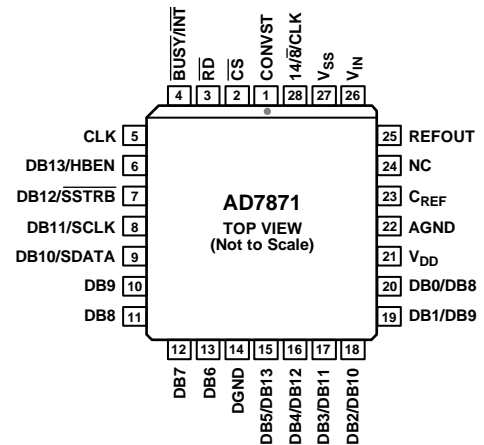 BUSY/INT
RD
CS
CONVST
14/8/CLK
VSS
VIN
4
3
2
1
28
27
26
CLK 5
DB13/HBEN 6
DB12/SSTRB 7
DB11/SCLK 8
DB10/SDATA 9
DB9 10
DB8 11
AD7871
TOP VIEW
(Not to Scale)
25 REFOUT
24 NC
23 CREF
22 AGND
21 VDD
20 DB0/DB8
19 DB1/DB9
12
13
14
15
16
17
18
DB7
DB6
DGND
DB5/DB13
DB4/DB12
DB3/DB11
DB2/DB10